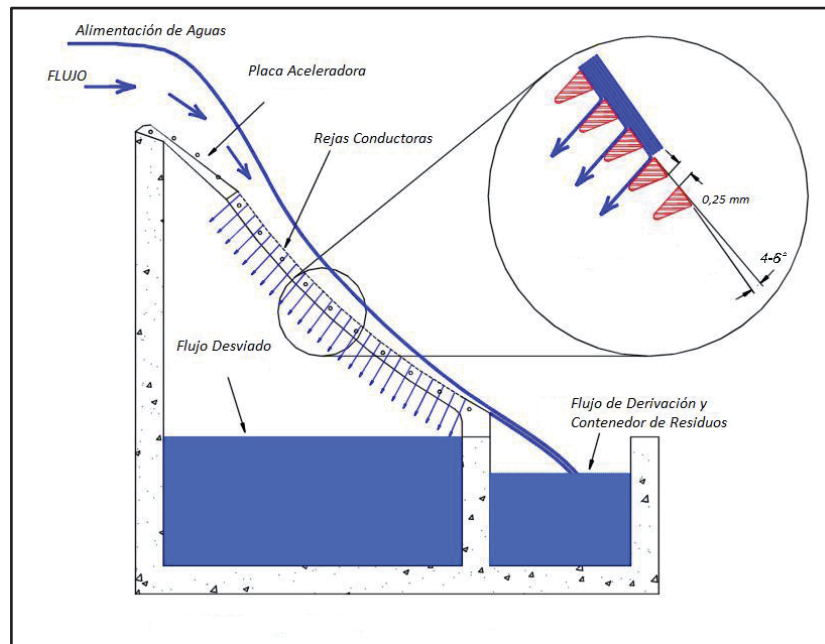 Alimentación de Aguas
FLUJO
Placa Aceleradora
Rejas Conductoras
0,25 mm
4-6°
Flujo Desviado
Flujo de Derivación y
Contenedor de Residuos